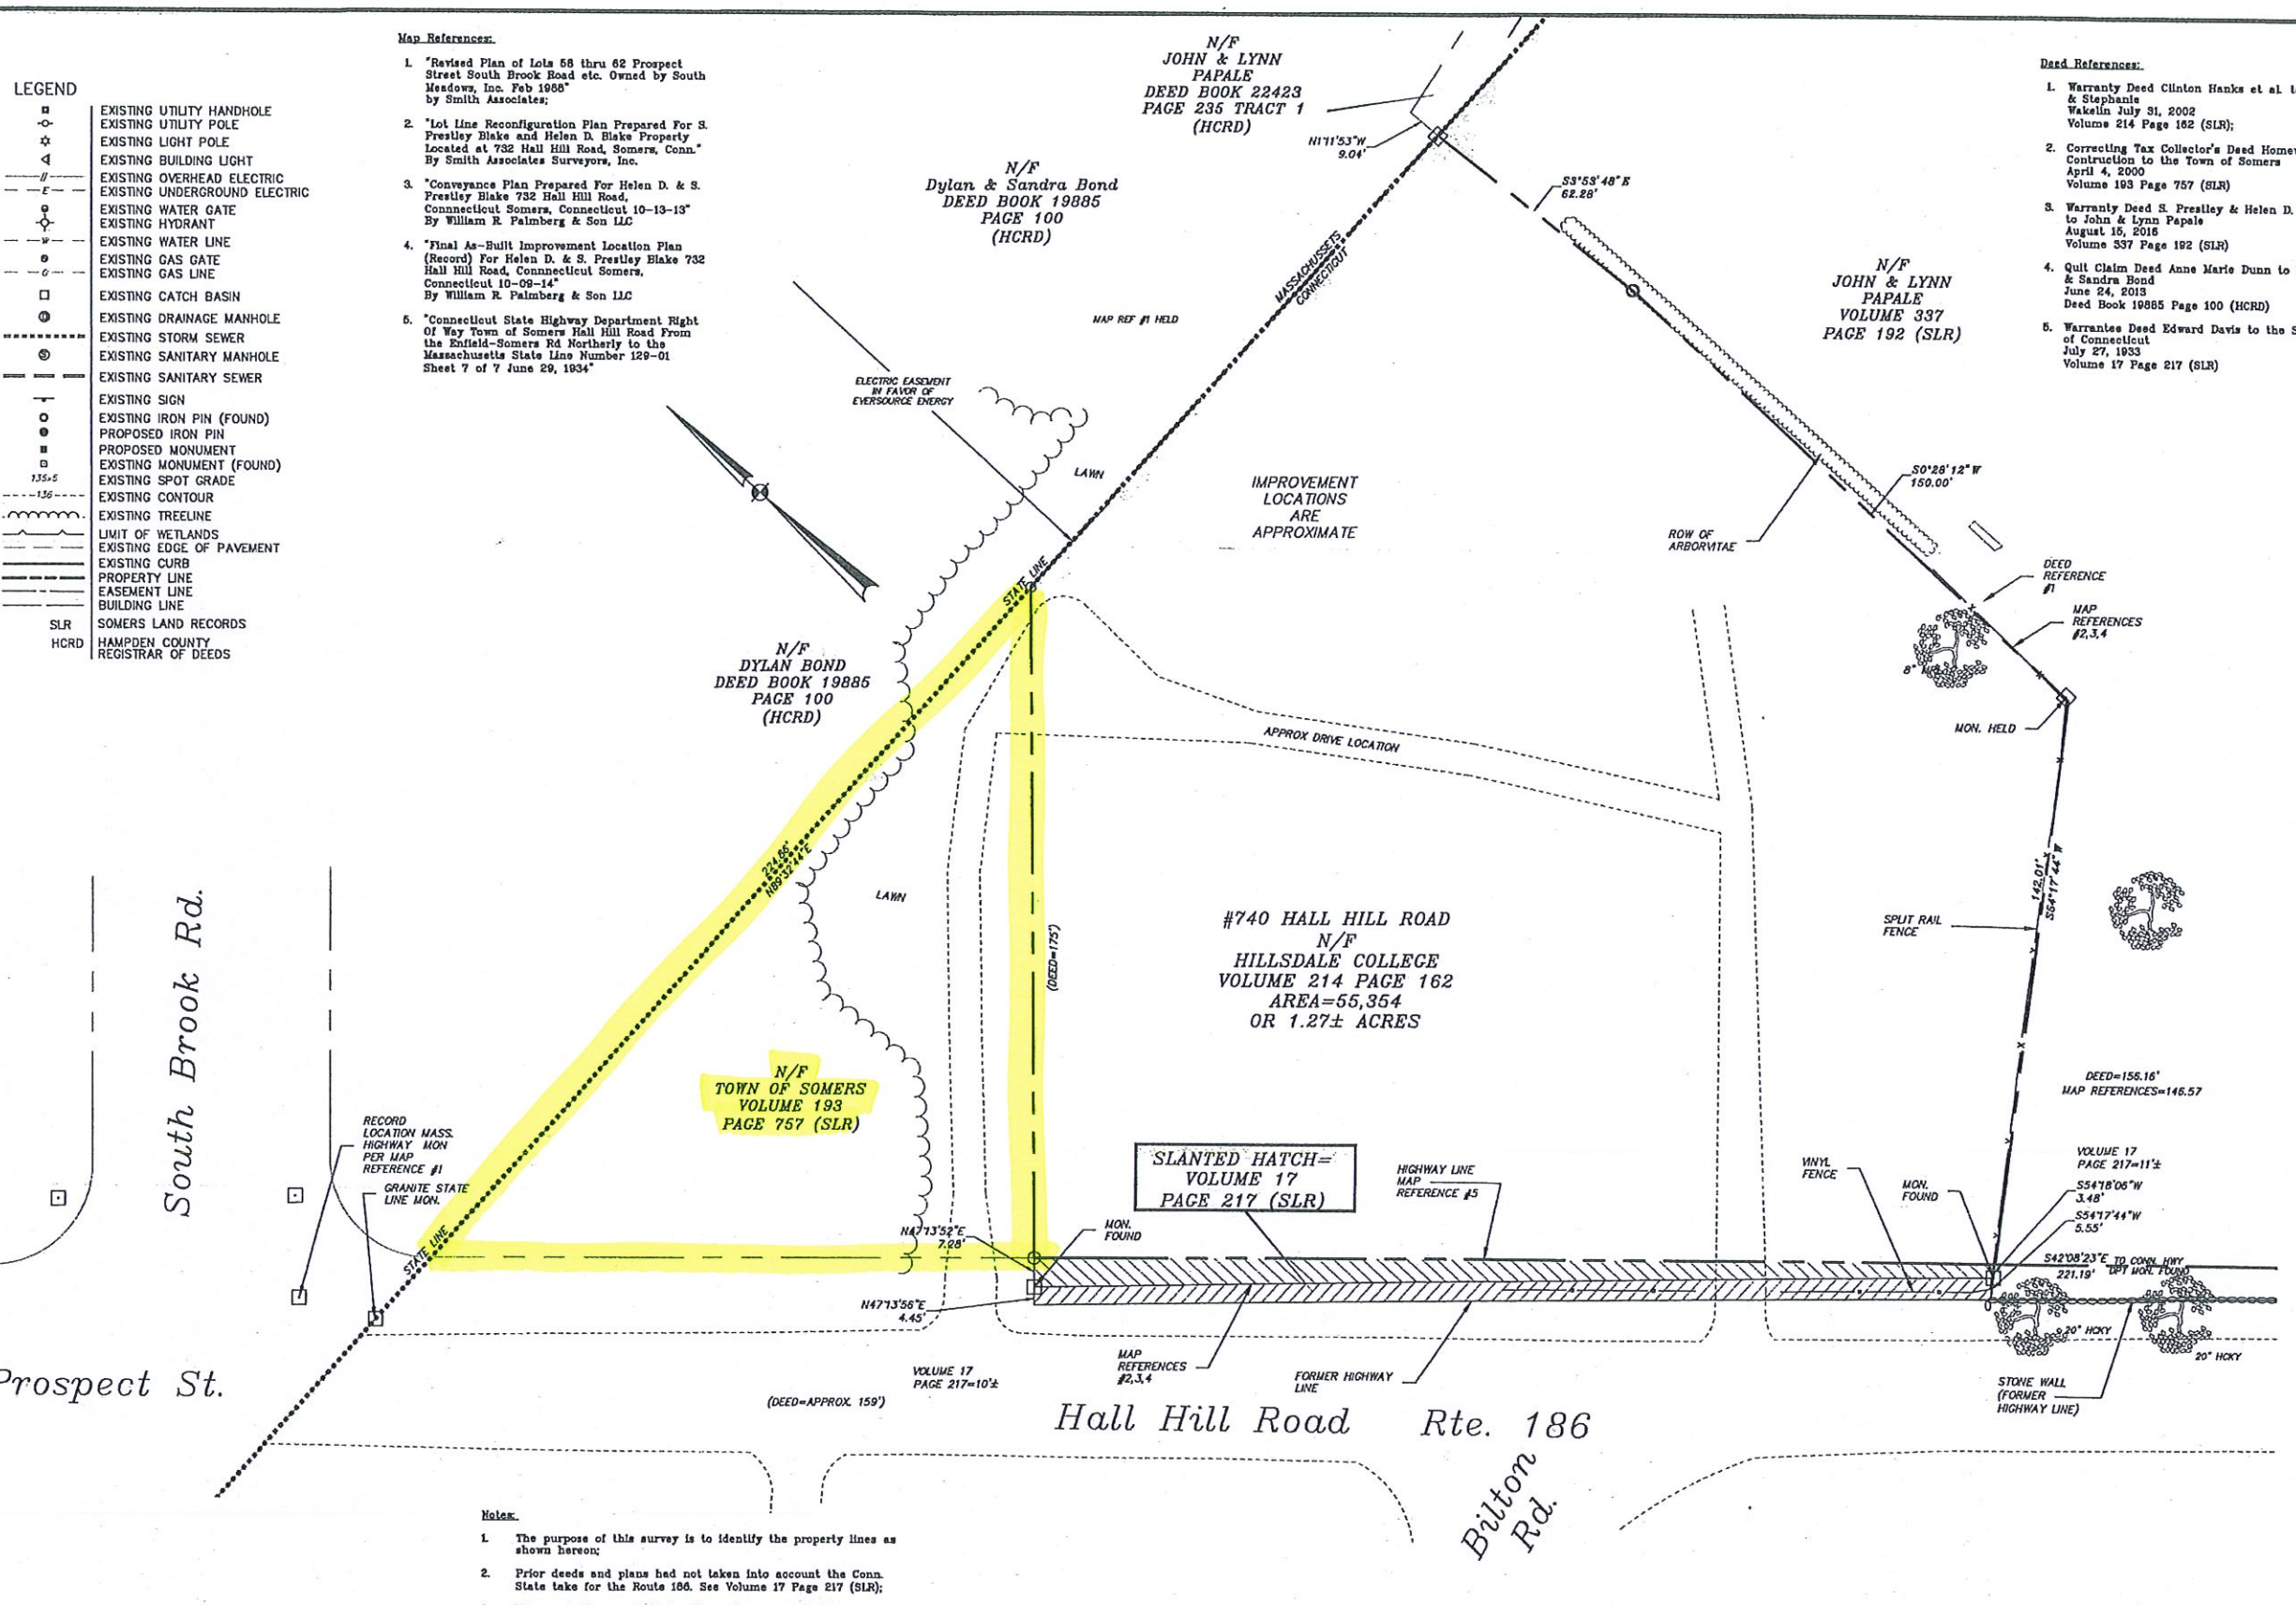 LEGEND
EXISTING UTILITY HANDHOLE
EXISTING UTILITY POLE
EXISTING LIGHT POLE
EXISTING BUILDING LIGHT
EXISTING OVERHEAD ELECTRIC
E EXISTING UNDERGROUND ELECTRIC
EXISTING WATER GATE
EXISTING HYDRANT
W EXISTING WATER LINE
EXISTING GAS GATE
G EXISTING GAS LINE
EXISTING CATCH BASIN
EXISTING DRAINAGE MANHOLE
EXISTING STORM SEWER
S EXISTING SANITARY MANHOLE
EXISTING SANITARY SEWER
EXISTING SIGN
EXISTING IRON PIN (FOUND)
PROPOSED IRON PIN
PROPOSED MONUMENT
EXISTING MONUMENT (FOUND)
135x5 EXISTING SPOT GRADE
136 EXISTING CONTOUR
EXISTING TREELINE
LIMIT OF WETLANDS
EXISTING EDGE OF PAVEMENT
EXISTING CURB
PROPERTY LINE
EASEMENT LINE
BUILDING LINE
SLR SOMERS LAND RECORDS
HCRD HAMPDEN COUNTY
REGISTRAR OF DEEDS
Map References:
1. "Revised Plan of Lots 58 thru 62 Prospect
Street South Brook Road etc. Owned by South
Meadows, Inc. Feb 1988"
by Smith Associates;
2. "Lot Line Reconfiguration Plan Prepared For S.
Prestley Blake and Helen D. Blake Property
Located at 732 Hall Hill Road, Somers, Conn."
By Smith Associates Surveyors, Inc.
3. "Conveyance Plan Prepared For Helen D. & S.
Prestley Blake 732 Hall Hill Road,
Connnecticut Somers, Connecticut 10-13-13"
By William R. Palmberg & Son LLC
4. "Final As-Built Improvement Location Plan
(Record) For Helen D. & S. Prestley Blake 732
Hall Hill Road, Connnecticut Somers,
Connecticut 10-09-14"
By William R. Palmberg & Son LLC
5. "Connecticut State Highway Department Right
Of Way Town of Somers Hall Hill Road From
the Enfield-Somers Rd Northerly to the
Massachusetts State Line Number 129-01
Sheet 7 of 7 June 29, 1934"
N/F
JOHN & LYNN
PAPALE
DEED BOOK 22423
PAGE 235 TRACT 1
(HCRD)
N1°11'53"W
9.04'
N/F
Dylan & Sandra Bond
DEED BOOK 19885
PAGE 100
(HCRD)
MASSACHUSETTS
CONNECTICUT
MAP REF #1 HELD
S3°53'48"E
62.28'
N/F
JOHN & LYNN
PAPALE
VOLUME 337
PAGE 192 (SLR)
Deed References:
1. Warranty Deed Clinton Hanks et al
& Stephanie
Wakelin July 31, 2002
Volume 214 Page 162 (SLR);
2. Correcting Tax Collector's Deed
Contruction to the Town of Somers
April 4, 2000
Volume 193 Page 757 (SLR)
3. Warranty Deed S. Prestley & Helen D.
to John & Lynn Papale
August 15, 2016
Volume 337 Page 192 (SLR)
4. Quit Claim Deed Anne Marie Dunn to
& Sandra Bond
June 24, 2013
Deed Book 19885 Page 100 (HCRD)
5. Warrantee Deed Edward Davis to the
of Connecticut
July 27, 1933
Volume 17 Page 217 (SLR)
ELECTRIC EASEMENT
IN FAVOR OF
EVERSOURCE ENERGY
LAWN
IMPROVEMENT
LOCATIONS
ARE
APPROXIMATE
ROW OF
ARBORVITAE
S0°28'12"W
150.00'
DEED
REFERENCE
#1
MAP
REFERENCES
#2,3,4
MON. HELD
STATE LINE
N/F
DYLAN BOND
DEED BOOK 19885
PAGE 100
(HCRD)
APPROX DRIVE LOCATION
224.66'
N89°32'44"E
LAWN
(DEED=175')
#740 HALL HILL ROAD
N/F
HILLSDALE COLLEGE
VOLUME 214 PAGE 162
AREA=55,354
OR 1.27± ACRES
142.01'
S54°17'44"W
SPLIT RAIL
FENCE
South Brook Rd.
N/F
TOWN OF SOMERS
VOLUME 193
PAGE 757 (SLR)
DEED=156.16'
MAP REFERENCES=146.57
RECORD
LOCATION MASS.
HIGHWAY MON
PER MAP
REFERENCE #1
GRANITE STATE
LINE MON.
STATE LINE
SLANTED HATCH=
VOLUME 17
PAGE 217 (SLR)
HIGHWAY LINE
MAP
REFERENCE #5
VINYL
FENCE
MON.
FOUND
VOLUME 17
PAGE 217=11'±
S54°18'06"W
3.48'
S54°17'44"W
5.55'
N47°13'52"E
7.28'
MON.
FOUND
S42°08'23"E TO CONN. HWY
221.19' DPT MON. FOUND
N47°13'56"E
4.45'
20" HCKY
20" HCKY
MAP
REFERENCES
#2,3,4
FORMER HIGHWAY
LINE
VOLUME 17
PAGE 217=10'±
(DEED=APPROX. 159')
STONE WALL
(FORMER
HIGHWAY LINE)
Prospect St.
Hall Hill Road Rte. 186
Bilton
Rd.
Notes:
1. The purpose of this survey is to identify the property lines as
shown hereon;
2. Prior deeds and plans had not taken into account the Conn.
State take for the Route 186. See Volume 17 Page 217 (SLR);